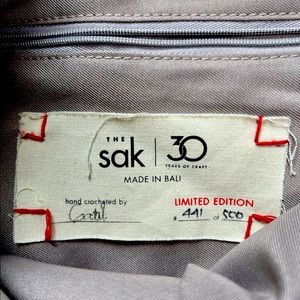 THE
sak | 30
YEARS OF CRAFT
MADE IN BALI
hand crocheted by
LIMITED EDITION
# 441 of 500